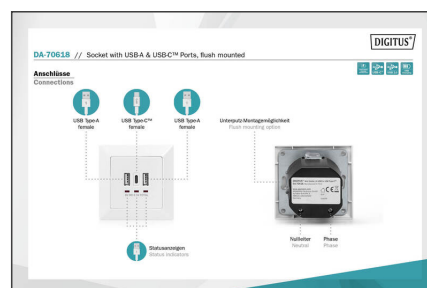 DIGITUS®
DA-70618 // Socket with USB-A & USB-C™ Ports, flush mounted
Anschlüsse
Connections
USB Type-A
female
USB Type-C™
female
USB Type-A
female
Unterputz-Montagemöglichkeit
Flush mounting option
Statusanzeigen
Status indicators
Nullleiter
Neutral
Phase
Phase